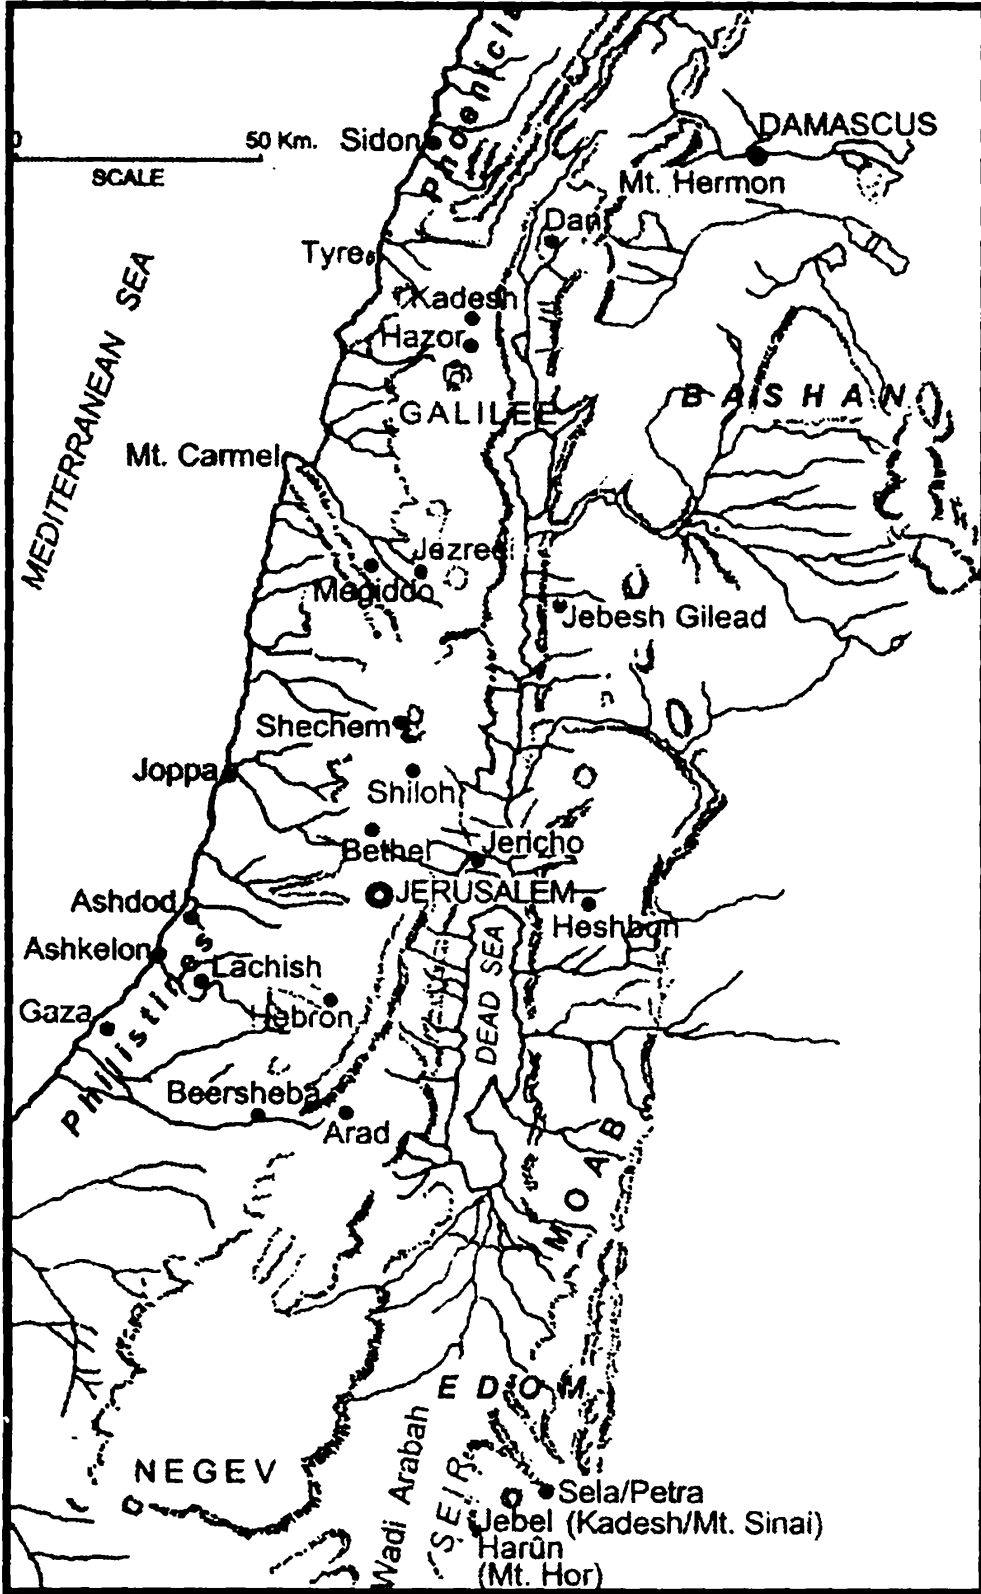 Phoenicia
0 50 Km.
SCALE
Sidon
DAMASCUS
Mt. Hermon
Dan
Tyre
MEDITERRANEAN SEA
Kadesh
Hazor
BASHAN
GALILEE
Mt. Carmel
Jezreel
Megiddo
Jebesh Gilead
Shechem
Joppa
Shiloh
Bethel
Jericho
JERUSALEM
Ashdod
Heshbon
Ashkelon
Lachish
DEAD SEA
Gaza
Hebron
Phillistines
Beersheba
Arad
MOAB
EDOM
NEGEV
Wadi Arabah
SEIR
Sela/Petra
Jebel (Kadesh/Mt. Sinai)
Harûn
(Mt. Hor)